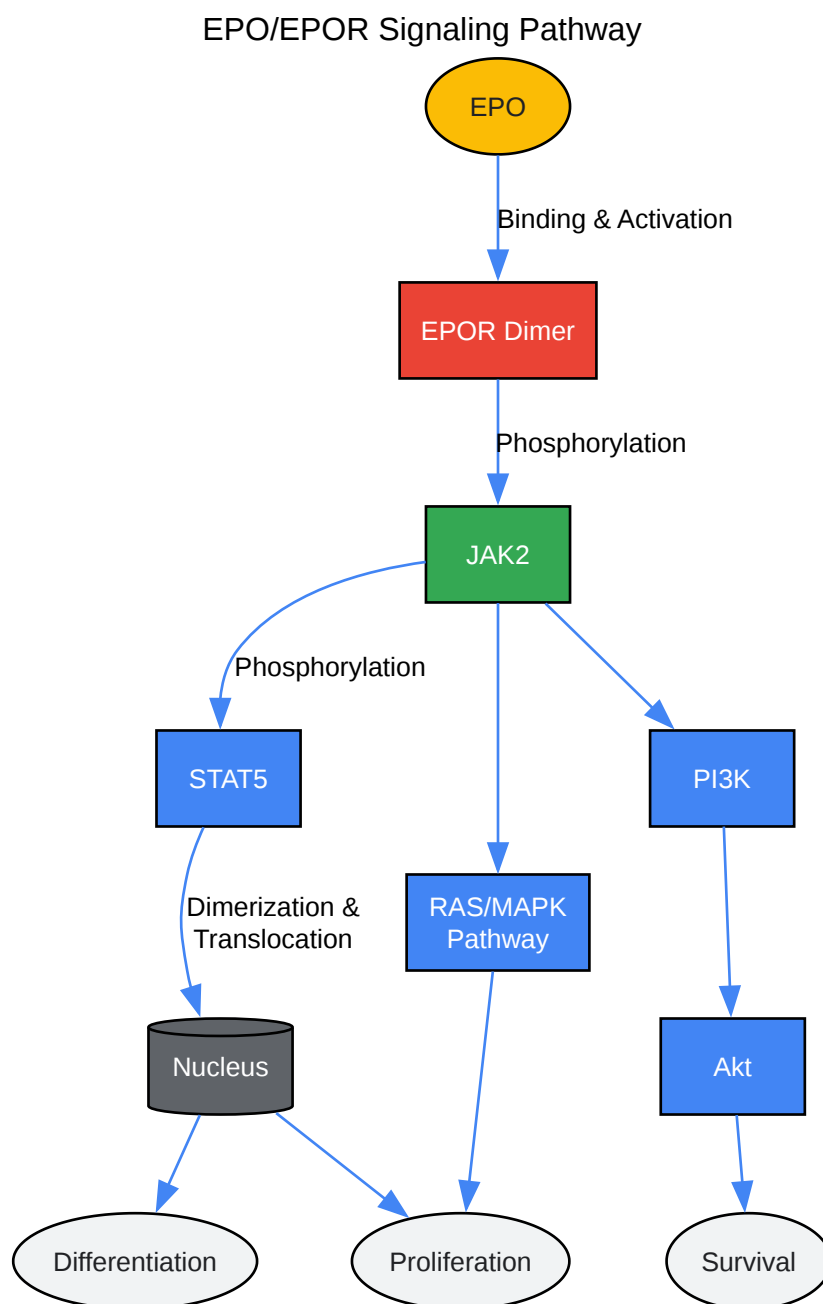 EPO/EPOR Signaling Pathway
EPO
Binding & Activation
EPOR Dimer
Phosphorylation
JAK2
Phosphorylation
STAT5
PI3K
Dimerization &
Translocation
RAS/MAPK
Pathway
Nucleus
Akt
Differentiation
Proliferation
Survival